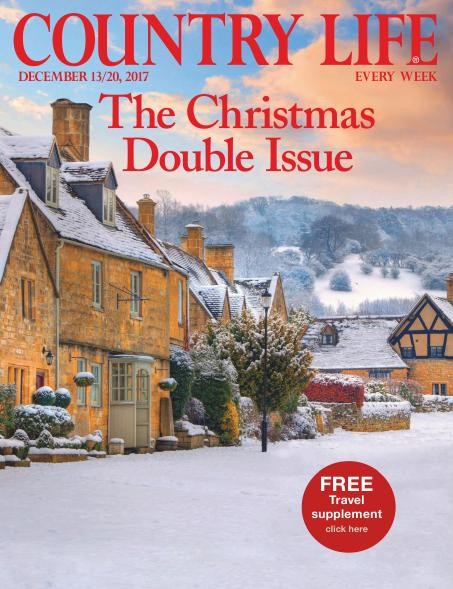 COUNTRY LIFE®
DECEMBER 13/20, 2017 EVERY WEEK
The Christmas
Double Issue
FREE
Travel
supplement
click here